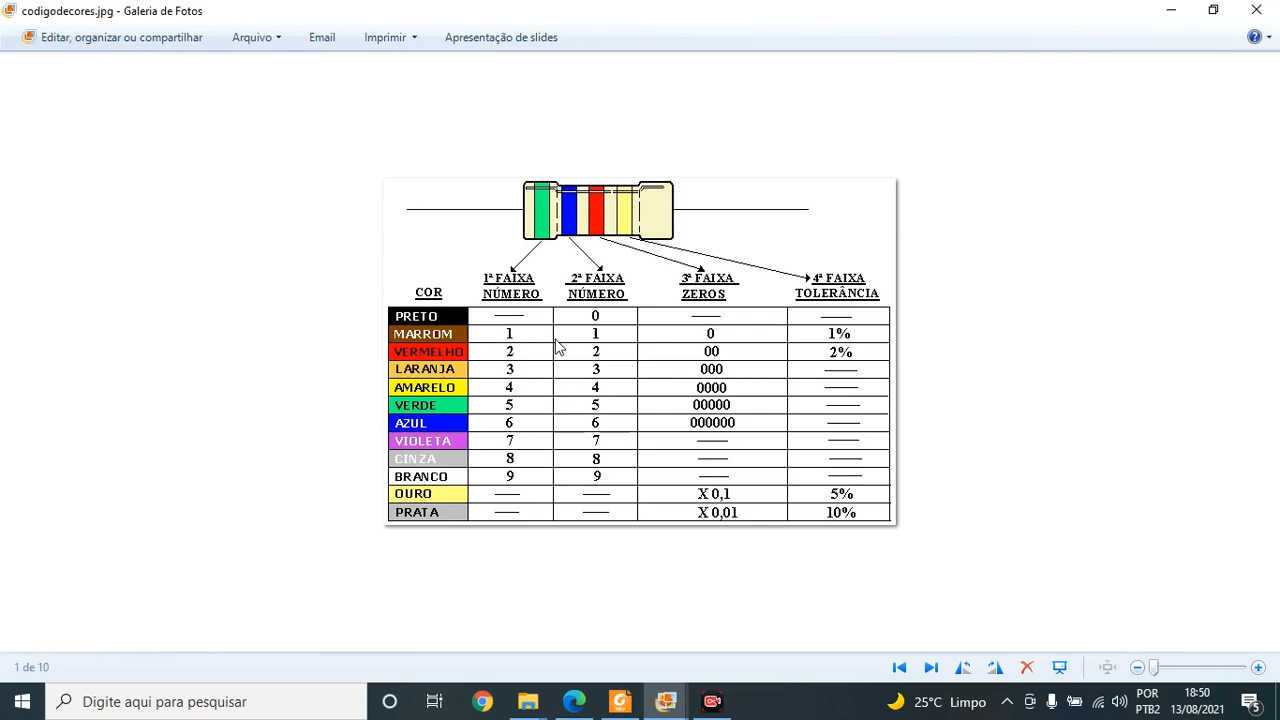 codigodecores.jpg - Galeria de Fotos
Editar, organizar ou compartilhar Arquivo Email Imprimir Apresentação de slides
COR 1ª FAIXA NÚMERO 2ª FAIXA NÚMERO 3ª FAIXA ZEROS 4ª FAIXA TOLERÂNCIA
PRETO —— 0 —— ——
MARROM 1 1 0 1%
VERMELHO 2 2 00 2%
LARANJA 3 3 000 ——
AMARELO 4 4 0000 ——
VERDE 5 5 00000 ——
AZUL 6 6 000000 ——
VIOLETA 7 7 —— ——
CINZA 8 8 —— ——
BRANCO 9 9 —— ——
OURO —— —— X 0,1 5%
PRATA —— —— X 0,01 10%
1 de 10
Digite aqui para pesquisar
25°C Limpo
POR
PTB2
18:50
13/08/2021
5